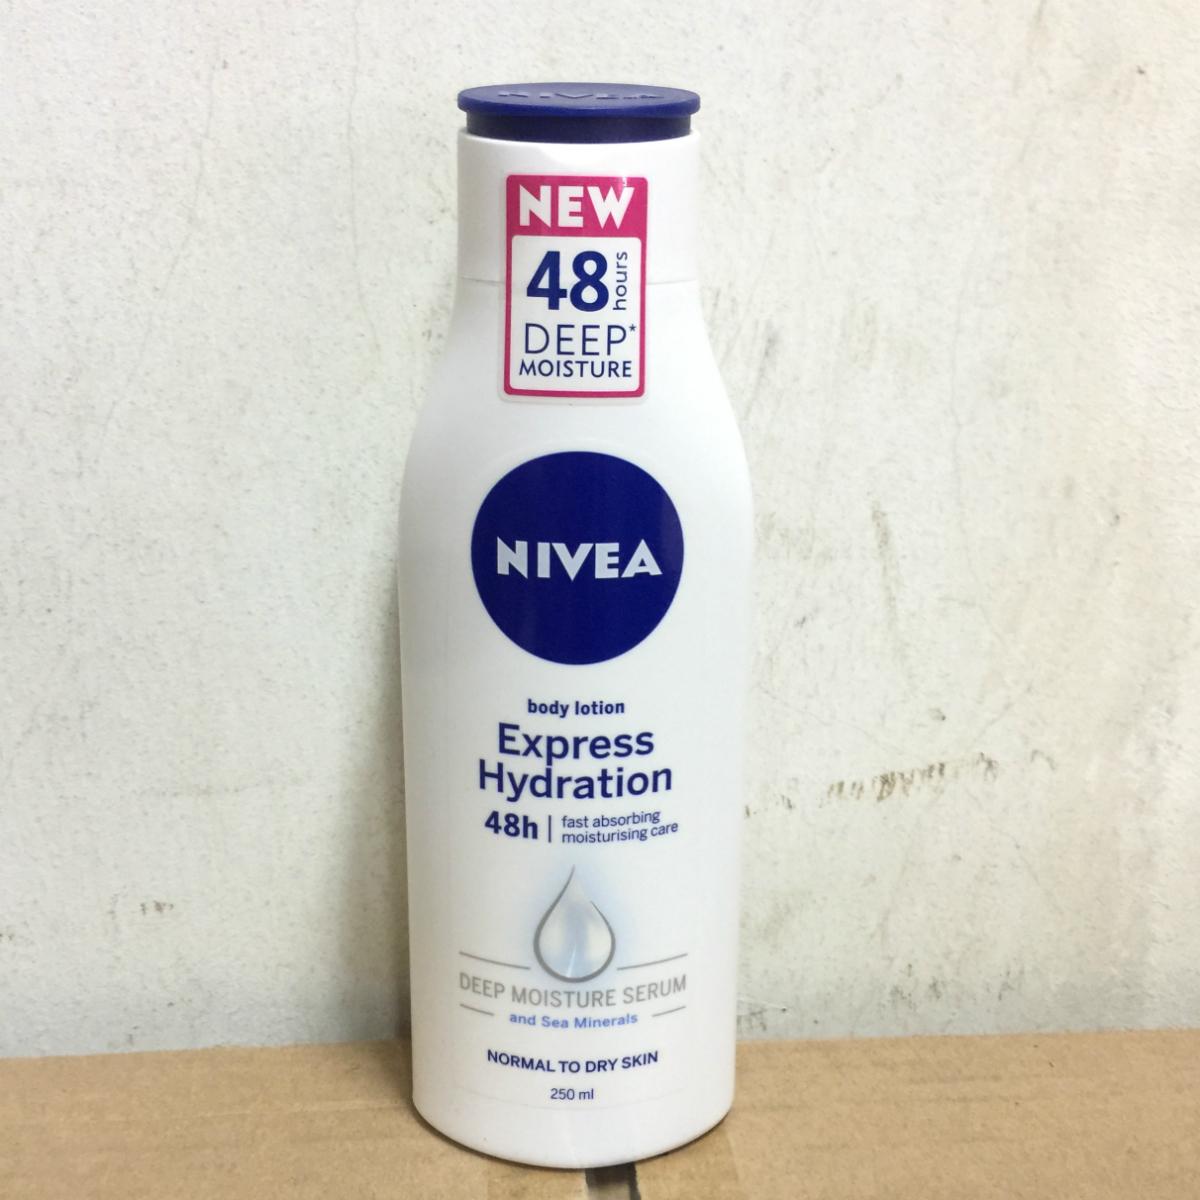 NIVEA
NEW
48 hours
DEEP*
MOISTURE
NIVEA
body lotion
Express
Hydration
48h | fast absorbing
moisturising care
DEEP MOISTURE SERUM
and Sea Minerals
NORMAL TO DRY SKIN
250 ml